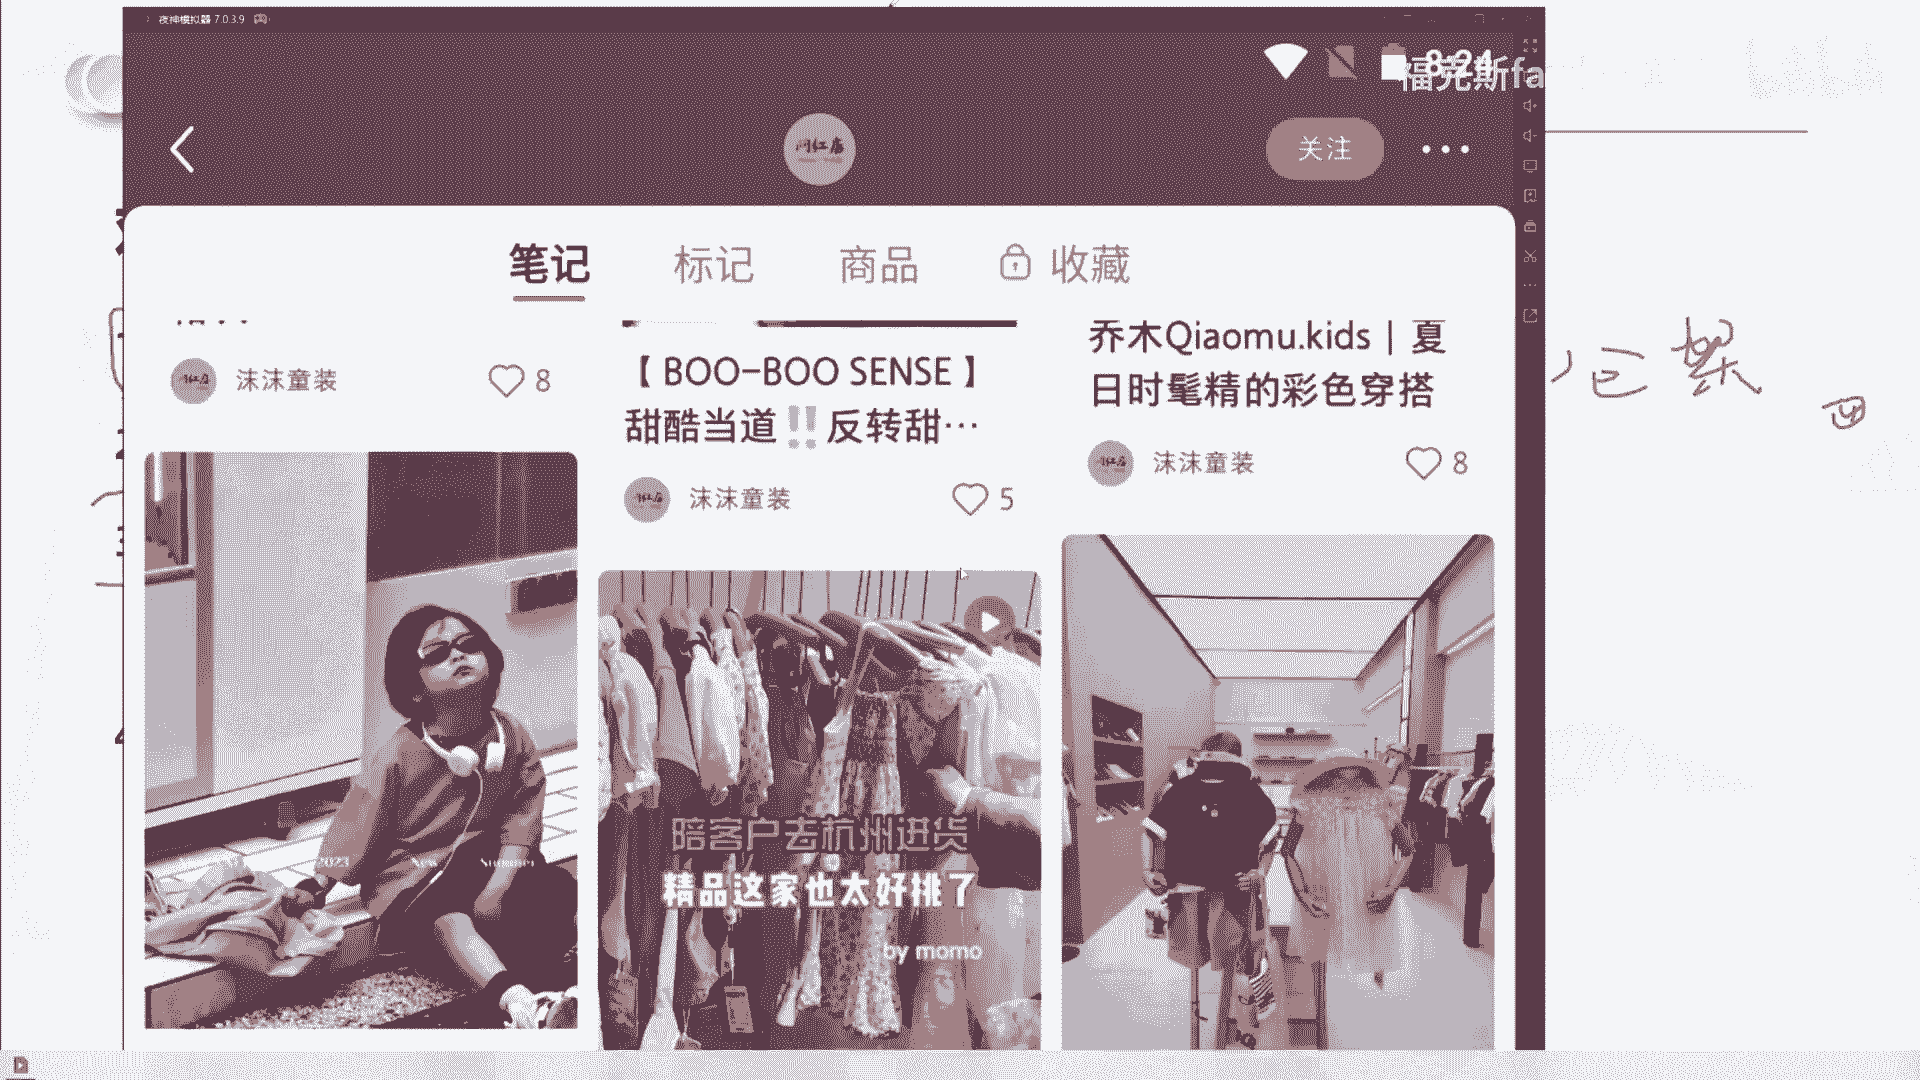 夜神模拟器 7.0.3.9
8:24
福克斯fa
网红店
关注
笔记
标记
商品
收藏
沫沫童装
8
【 BOO-BOO SENSE 】
甜酷当道‼️反转甜…
沫沫童装
5
乔木Qiaomu.kids｜夏
日时髦精的彩色穿搭
沫沫童装
8
2023
陪客户去杭州进货
精品这家也太好挑了
by momo